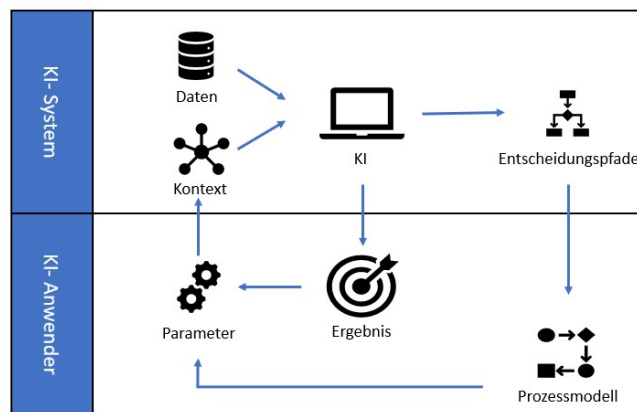 KI- System
Daten
Kontext
KI
Entscheidungspfade
KI- Anwender
Parameter
Ergebnis
Prozessmodell